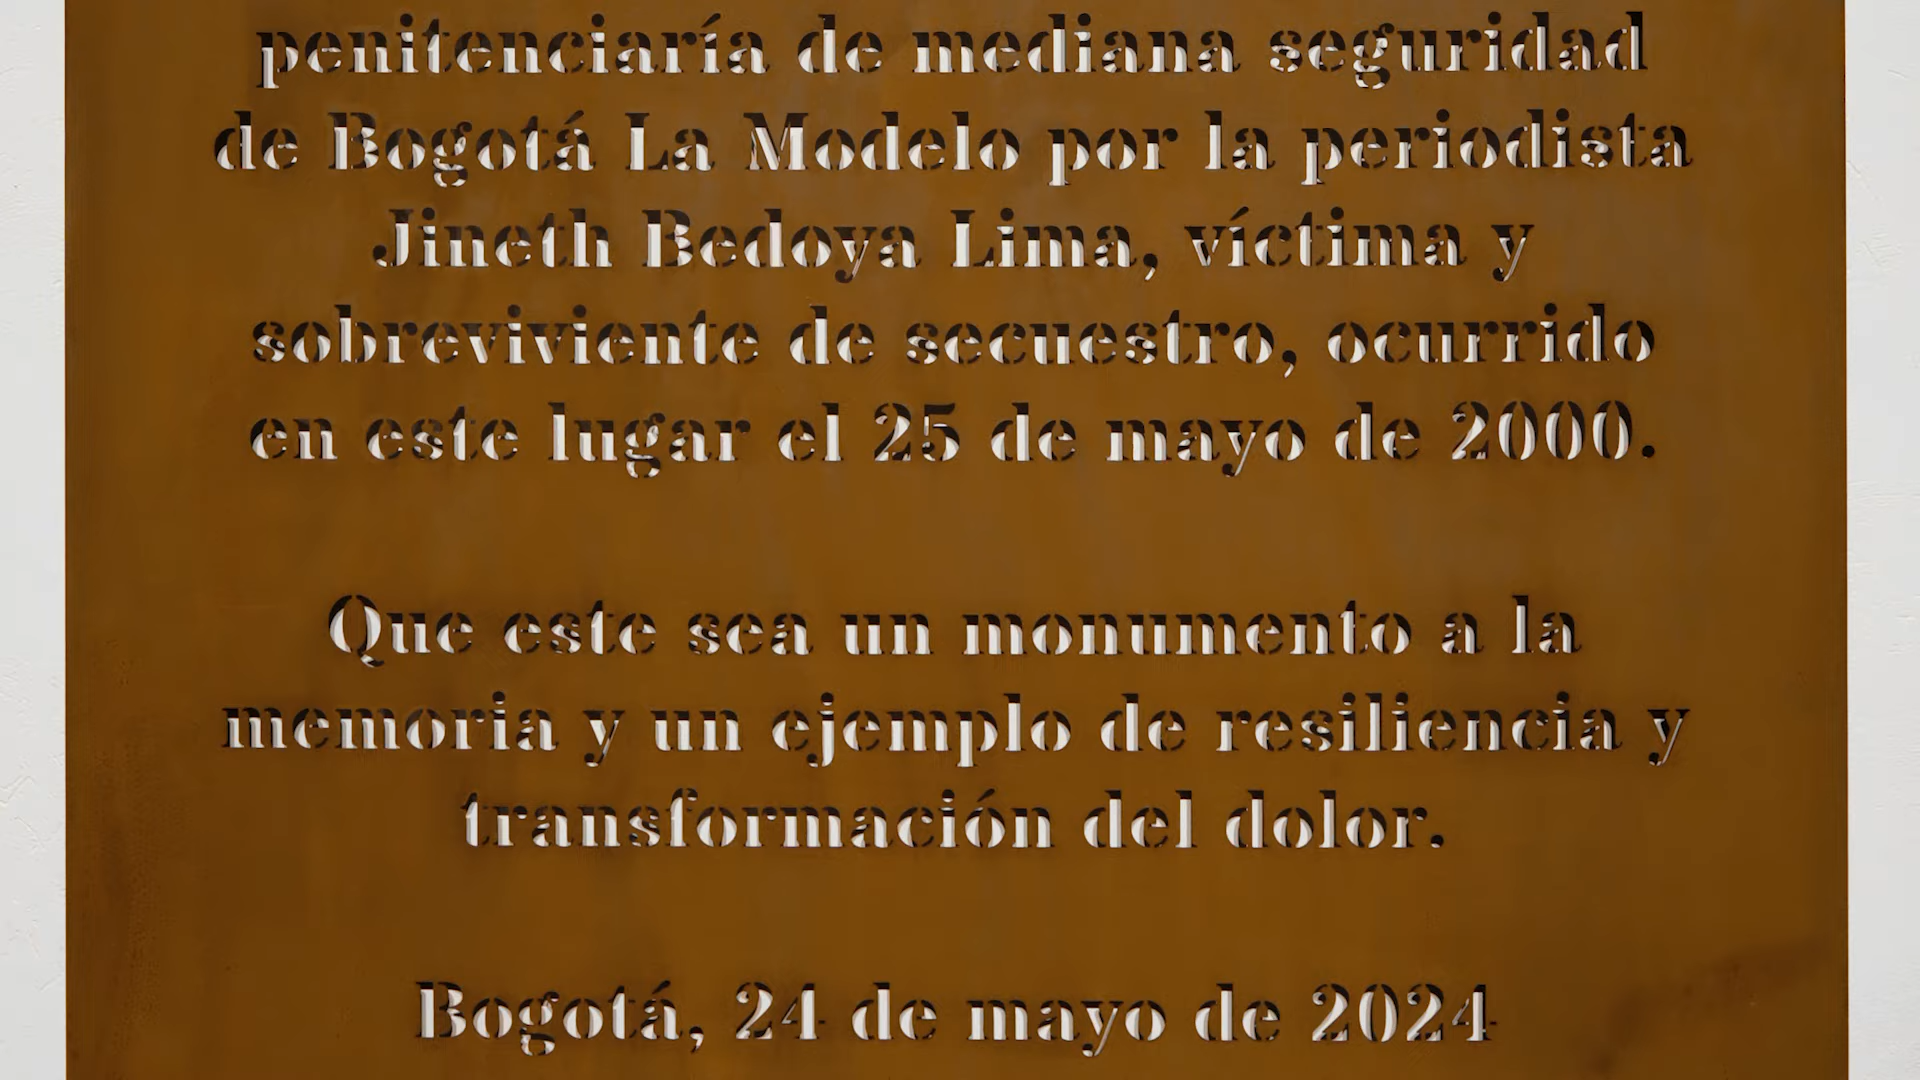 penitenciaría de mediana seguridad
de Bogotá La Modelo por la periodista
Jineth Bedoya Lima, víctima y
sobreviviente de secuestro, ocurrido
en este lugar el 25 de mayo de 2000.
Que este sea un monumento a la
memoria y un ejemplo de resiliencia y
transformación del dolor.
Bogotá, 24 de mayo de 2024